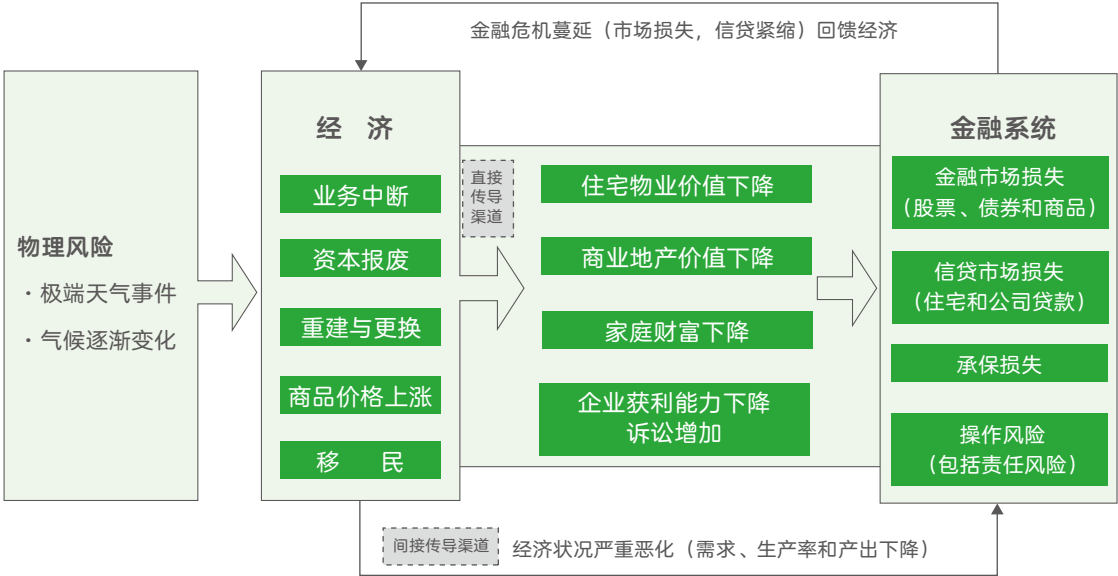 金融危机蔓延（市场损失，信贷紧缩）回馈经济
物理风险
·极端天气事件
·气候逐渐变化
经 济
业务中断
资本报废
重建与更换
商品价格上涨
移 民
直接
传导
渠道
住宅物业价值下降
商业地产价值下降
家庭财富下降
企业获利能力下降
诉讼增加
金融系统
金融市场损失
（股票、债券和商品）
信贷市场损失
（住宅和公司贷款）
承保损失
操作风险
（包括责任风险）
间接传导渠道
经济状况严重恶化（需求、生产率和产出下降）